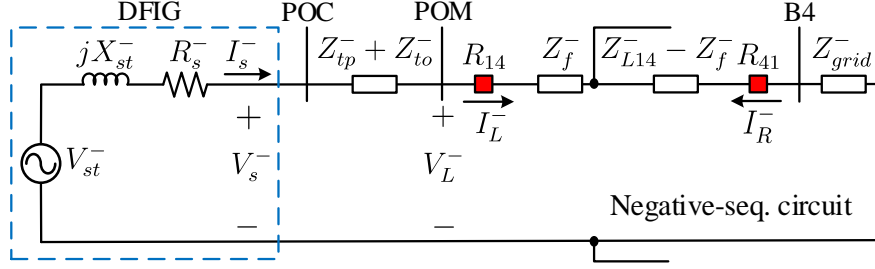 DFIG POC POM B4
jX_{st}^- R_s^- I_s^- Z_{tp}^- + Z_{to}^- R_{14} Z_f^- Z_{L14}^- - Z_f^- R_{41} Z_{grid}^-
+ + I_L^- I_R^-
V_{st}^- V_s^- V_L^-
Negative-seq. circuit
− −